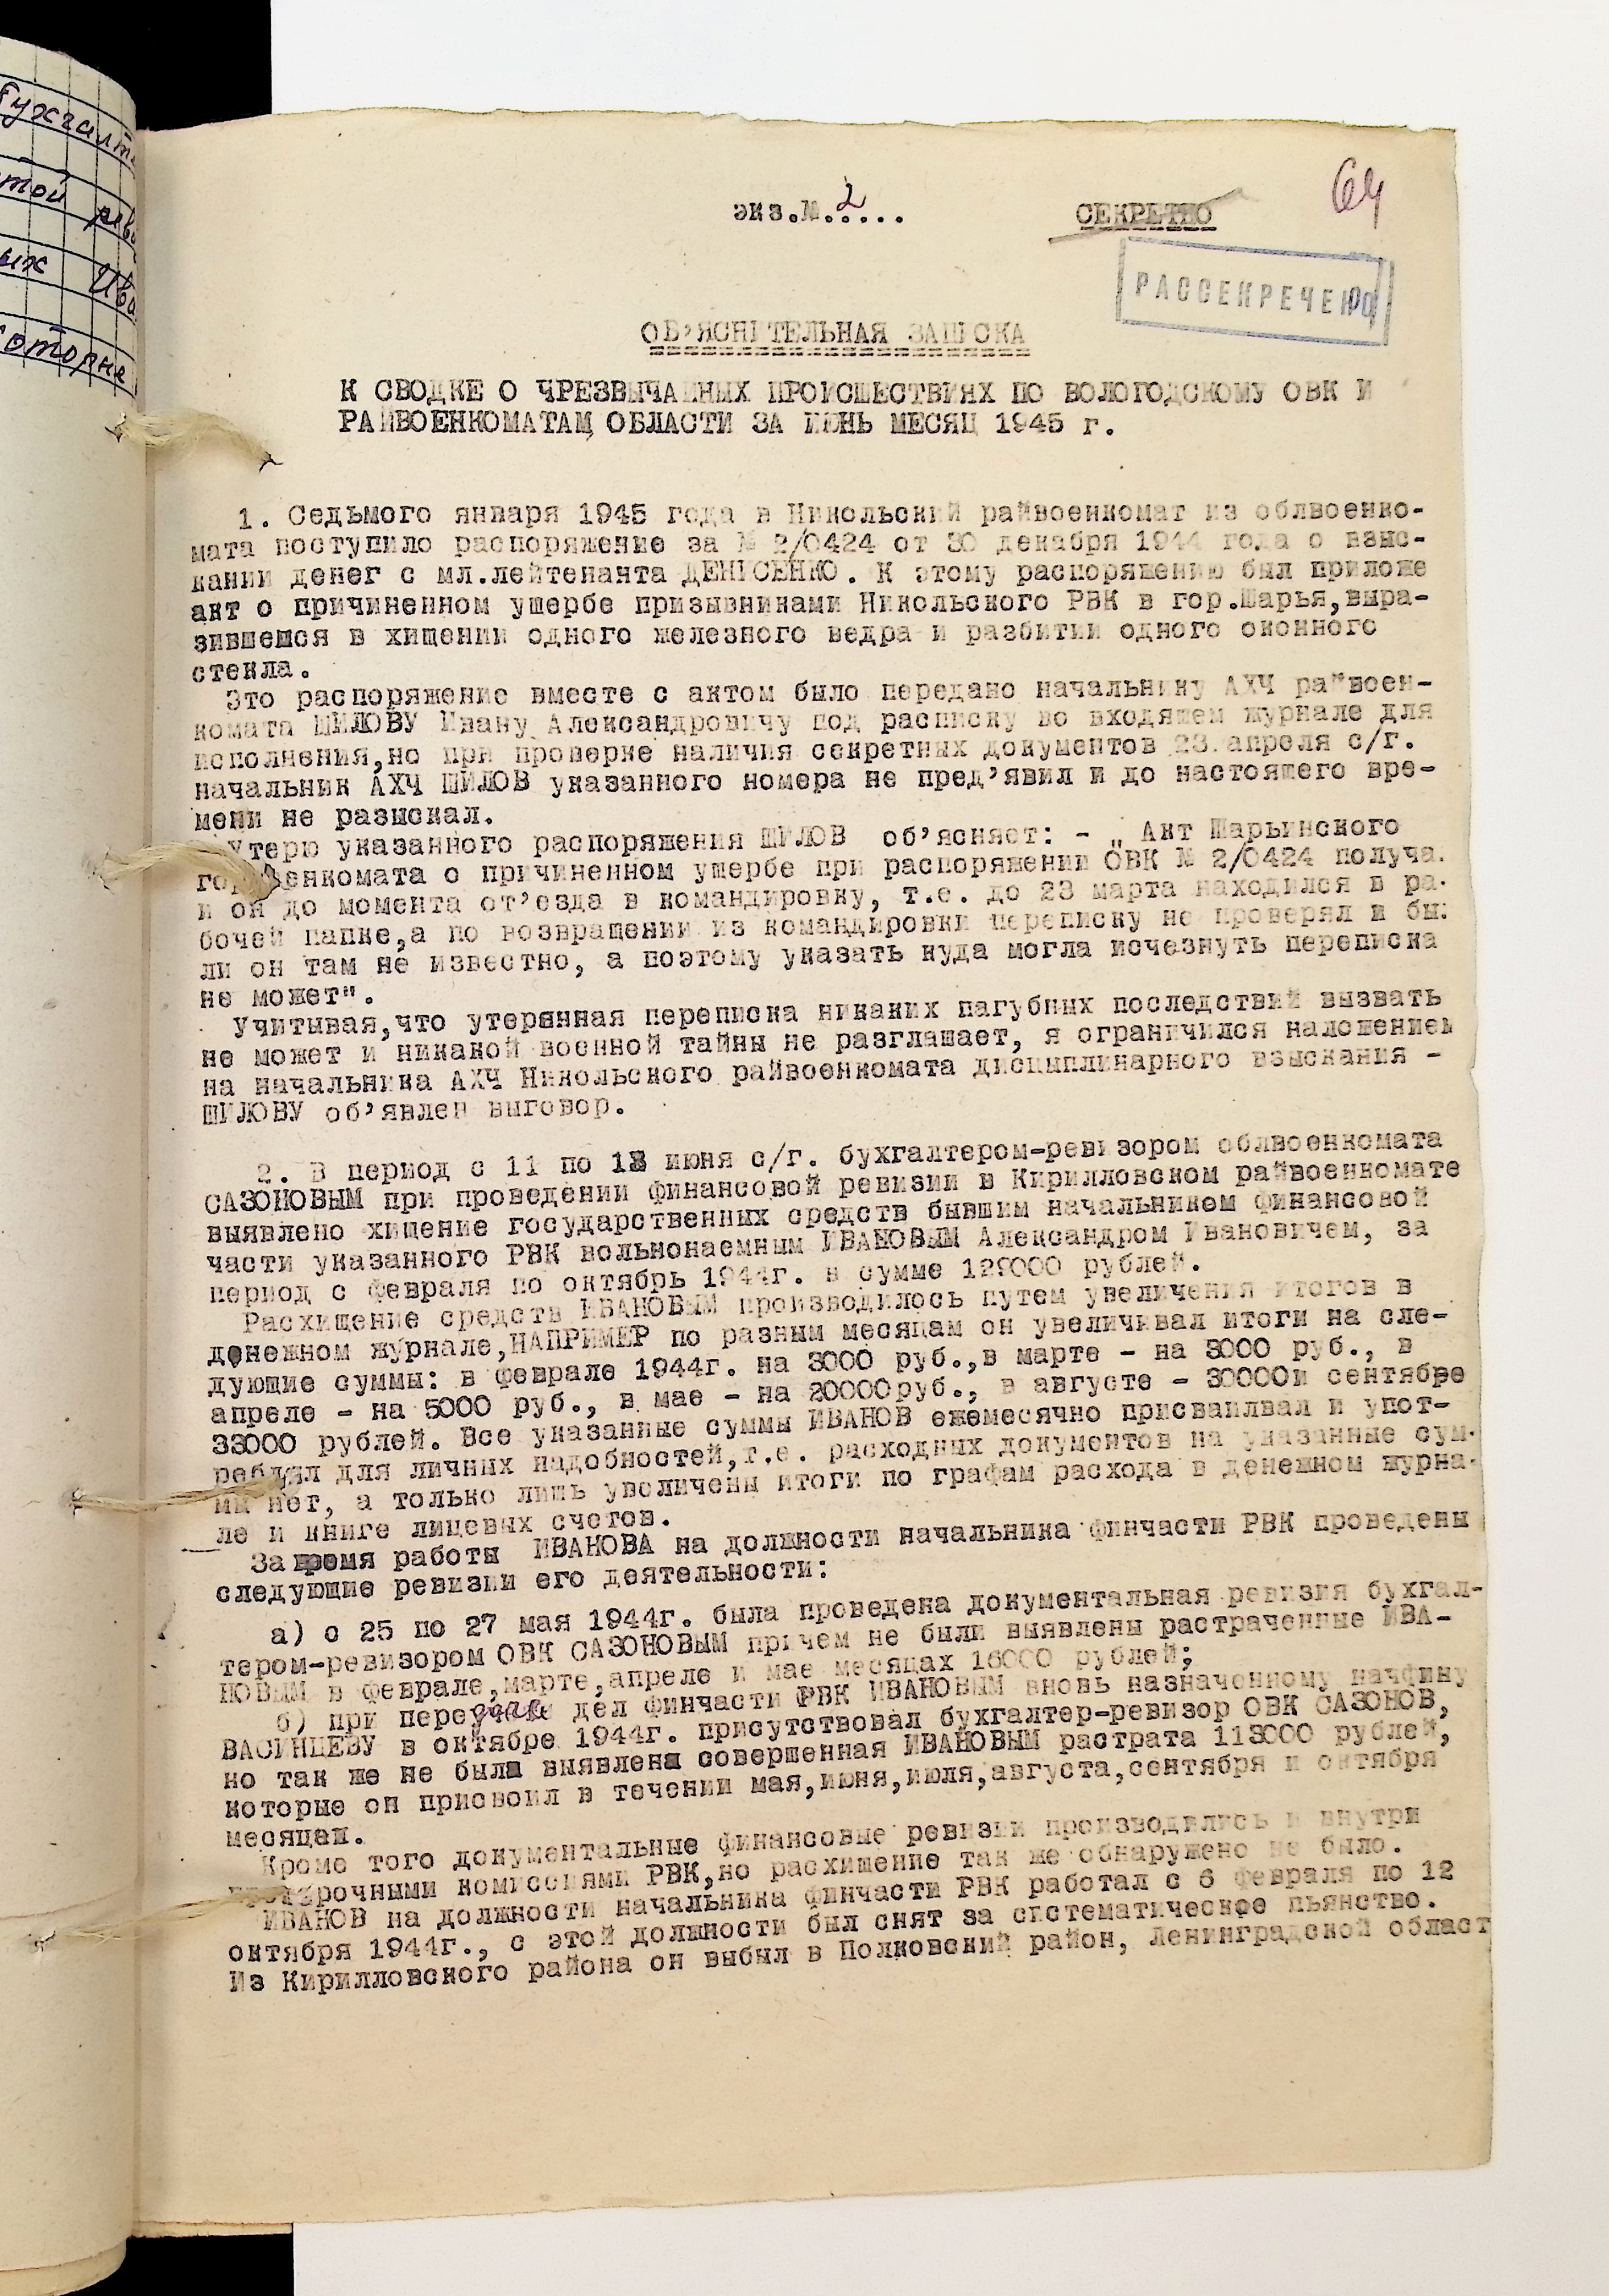 бухгалт
той рев
ых Ива
которые
экз.№.2....
СЕКРЕТНО
64
РАССЕКРЕЧЕНО
ОБ’ЯСНИТЕЛЬНАЯ ЗАПИСКА
К СВОДКЕ О ЧРЕЗВЫЧАЙНЫХ ПРОИСШЕСТВИЯХ ПО ВОЛОГОДСКОМУ ОВК И
РАЙВОЕНКОМАТАМ ОБЛАСТИ ЗА ИЮНЬ МЕСЯЦ 1945 г.
1. Седьмого января 1945 года в Никольский райвоенкомат из облвоенко-
мата поступило распоряжение за № 2/0424 от 30 декабря 1944 года о взыс-
кании денег с мл.лейтенанта ДЕНИСЕНКО. К этому распоряжению был приложе
акт о причиненном ущербе призывниками Никольского РВК в гор.Шарья,выра-
зившемся в хищении одного железного ведра и разбитии одного оконного
стекла.
Это распоряжение вместе с актом было передано начальнику АХЧ райвоен-
комата ШИЛОВУ Ивану Александровичу под расписку во входящем журнале для
исполнения,но при проверке наличия секретных документов 23.апреля с/г.
начальник АХЧ ШИЛОВ указанного номера не пред’явил и до настоящего вре-
мени не разыскал.
Утерю указанного распоряжения ШИЛОВ об’ясняет: - „ Акт Шарьинского
горвоенкомата о причиненном ущербе при распоряжении ОВК № 2/0424 получа
и он до момента от’езда в командировку, т.е. до 23 марта находился в ра-
бочей папке,а по возвращении из командировки переписку не проверял и бы
ли он там не известно, а поэтому указать куда могла исчезнуть переписка
не может".
Учитывая,что утерянная переписка никаких пагубных последствий вызвать
не может и никакой военной тайны не разглашает, я ограничился наложением
на начальника АХЧ Никольского райвоенкомата дисцыплинарного взыскания -
ШИЛОВУ об’явлен выговор.
2. В период с 11 по 18 июня с/г. бухгалтером-ревизором облвоенкомата
САЗОНОВЫМ при проведении финансовой ревизии в Кирилловском райвоенкомате
выявлено хищение государственных средств бывшим начальником финансовой
части указанного РВК вольнонаемным ИВАНОВЫМ Александром Ивановичем, за
период с февраля по октябрь 1944г. в сумме 129000 рублей.
Расхищение средств ИВАНОВЫМ производилось путем увеличения итогов в
денежном журнале,НАПРИМЕР по разным месяцам он увеличивал итоги на сле-
дующие суммы: в феврале 1944г. на 3000 руб.,в марте - на 3000 руб., в
апреле - на 5000 руб., в мае - на 20000руб., в августе - 30000и сентябре
33000 рублей. Все указанные суммы ИВАНОВ ежемесячно присваилвал и упот-
реблял для личных надобностей,т.е. расходных документов на указанные сум-
мы нет, а только лишь увеличены итоги по графам расхода в денежном журна-
ле и книге лицевых счетов.
За время работы ИВАНОВА на должности начальника финчасти РВК проведены
следующие ревизии его деятельности:
а) с 25 по 27 мая 1944г. была проведена документальная ревизия бухгал-
тером-ревизором ОВК САЗОНОВЫМ причем не были выявлены растраченные ИВА-
НОВЫМ в феврале,марте,апреле и мае месяцах 16000 рублей;
б) при передаче дел финчасти РВК ИВАНОВЫМ вновь назначенному начфину
ВАСИНЦЕВУ в октябре 1944г. присутствовал бухгалтер-ревизор ОВК САЗОНОВ,
но так же не была выявлена совершенная ИВАНОВЫМ растрата 113000 рублей,
которые он присвоил в течении мая,июня,июля,августа,сентября и октября
месяцев.
Кроме того документальные финансовые ревизии производились и внутри
проверочными комиссиями РВК,но расхищение так же обнаружено не было.
ИВАНОВ на должности начальника финчасти РВК работал с 6 февраля по 12
октября 1944г., с этой должности был снят за систематическое пьянство.
Из Кирилловского района он выбыл в Полковский район, Ленинградской област